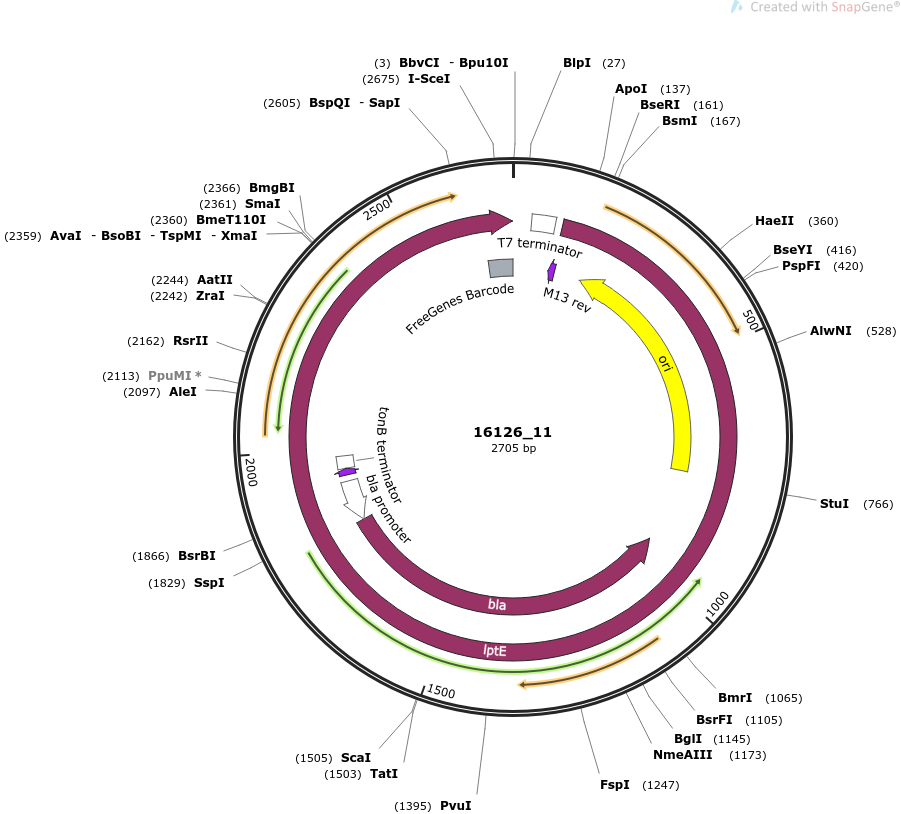 Created with SnapGene®
(3) BbvCI - Bpu10I
BlpI (27)
(2675) I-SceI
ApoI (137)
(2605) BspQI - SapI
BseRI (161)
BsmI (167)
(2366) BmgBI
(2361) SmaI
(2360) BmeT110I
(2359) AvaI - BsoBI - TspMI - XmaI
2500
HaeII (360)
T7 terminator
BseYI (416)
PspFI (420)
(2244) AatII
(2242) ZraI
FreeGenes Barcode
M13 rev
500
AlwNI (528)
(2162) RsrII
ori
(2113) PpuMI *
(2097) AleI
16126_11
2705 bp
tonB terminator
2000
bla promoter
StuI (766)
(1866) BsrBI
(1829) SspI
bla
1000
lptE
1500
BmrI (1065)
BsrFI (1105)
BglI (1145)
NmeAIII (1173)
(1505) ScaI
(1503) TatI
FspI (1247)
(1395) PvuI